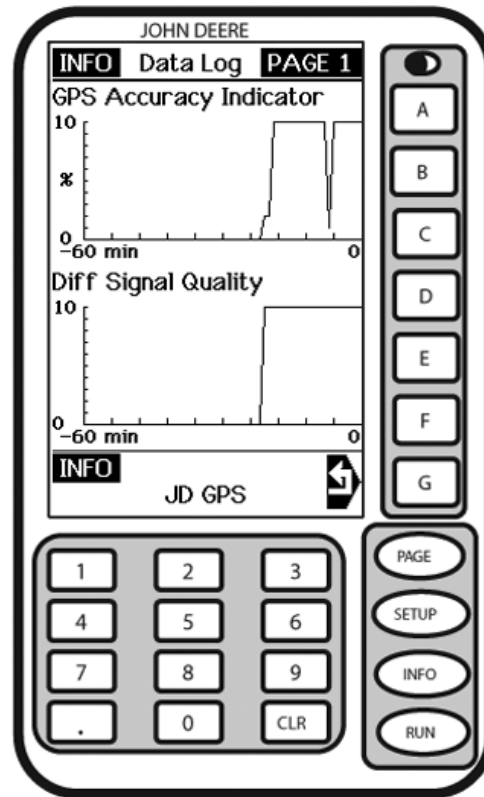 JOHN DEERE
INFO Data Log PAGE 1
GPS Accuracy Indicator
10
%
0
-60 min 0
Diff Signal Quality
10
0
-60 min 0
INFO
JD GPS
A
B
C
D
E
F
G
1 2 3
4 5 6
7 8 9
. 0 CLR
PAGE
SETUP
INFO
RUN